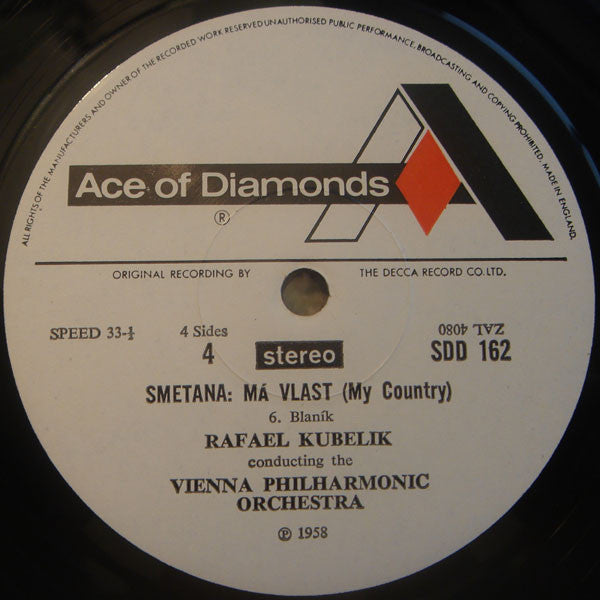 ALL RIGHTS OF THE MANUFACTURERS AND OWNER OF THE RECORDED WORK RESERVED UNAUTHORISED PUBLIC PERFORMANCE, BROADCASTING AND COPYING PROHIBITED. MADE IN ENGLAND.
Ace of Diamonds
®
ORIGINAL RECORDING BY THE DECCA RECORD CO. LTD.
SPEED 33-⅓ 4 Sides ZAL 4080
4 stereo SDD 162
SMETANA: Má VLAST (My Country)
6. Blaník
RAFAEL KUBELIK
conducting the
VIENNA PHILHARMONIC
ORCHESTRA
℗ 1958